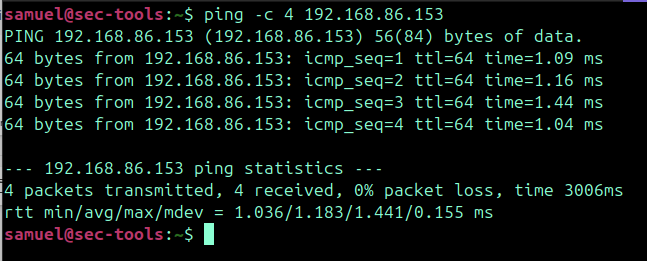 samuel@sec-tools:~$ ping -c 4 192.168.86.153
PING 192.168.86.153 (192.168.86.153) 56(84) bytes of data.
64 bytes from 192.168.86.153: icmp_seq=1 ttl=64 time=1.09 ms
64 bytes from 192.168.86.153: icmp_seq=2 ttl=64 time=1.16 ms
64 bytes from 192.168.86.153: icmp_seq=3 ttl=64 time=1.44 ms
64 bytes from 192.168.86.153: icmp_seq=4 ttl=64 time=1.04 ms

--- 192.168.86.153 ping statistics ---
4 packets transmitted, 4 received, 0% packet loss, time 3006ms
rtt min/avg/max/mdev = 1.036/1.183/1.441/0.155 ms
samuel@sec-tools:~$